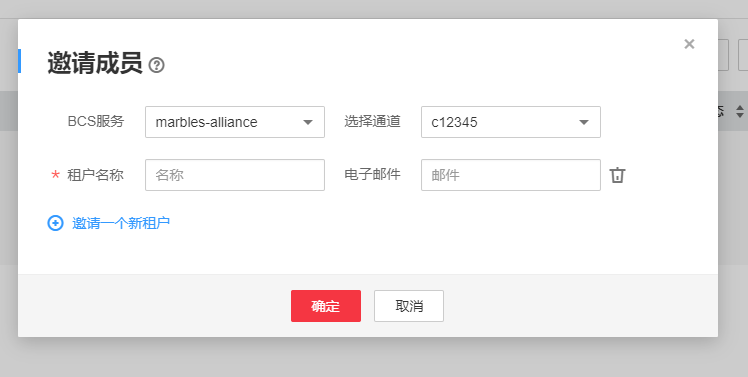 邀请成员
BCS服务 marbles-alliance 选择通道 c12345
* 租户名称 名称 电子邮件 邮件
邀请一个新租户
确定 取消